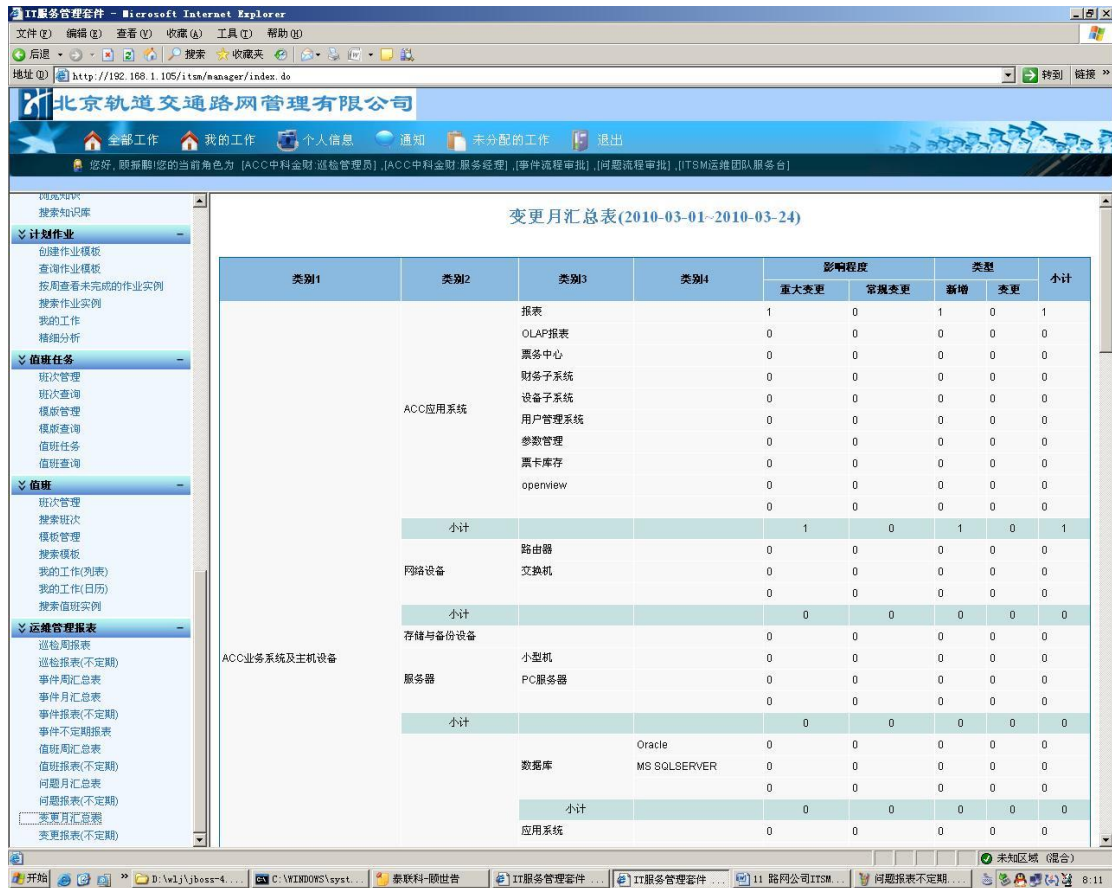 IT服务管理套件 - Microsoft Internet Explorer
文件(F) 编辑(E) 查看(V) 收藏(A) 工具(T) 帮助(H)
后退 搜索 收藏夹
地址(D) http://192.168.1.105/itsm/manager/index.do 转到 链接 »
北京轨道交通路网管理有限公司
全部工作 我的工作 个人信息 通知 未分配的工作 退出
您好,顾振鹏!您的当前角色为 [ACC中科金财:巡检管理员],[ACC中科金财:服务经理],[事件流程审批],[问题流程审批],[ITSM运维团队服务台]
浏览知识
搜索知识库
计划作业
创建作业模板
查询作业模板
按周查看未完成的作业实例
搜索作业实例
我的工作
精细分析
值班任务
班次管理
班次查询
模版管理
模版查询
值班任务
值班查询
值班
班次管理
搜索班次
模板管理
搜索模板
我的工作(列表)
我的工作(日历)
搜索值班实例
运维管理报表
巡检周报表
巡检报表(不定期)
事件周汇总表
事件月汇总表
事件报表(不定期)
事件不定期报表
值班周汇总表
值班报表(不定期)
问题月汇总表
问题报表(不定期)
变更月汇总表
变更报表(不定期)
变更月汇总表(2010-03-01~2010-03-24)
类别1 类别2 类别3 类别4 影响程度 类型 小计
重大变更 常规变更 新增 变更
报表 1 0 1 0 1
OLAP报表 0 0 0 0 0
票务中心 0 0 0 0 0
财务子系统 0 0 0 0 0
设备子系统 0 0 0 0 0
ACC应用系统
用户管理系统 0 0 0 0 0
参数管理 0 0 0 0 0
票卡库存 0 0 0 0 0
openview 0 0 0 0 0
0 0 0 0 0
小计 1 0 1 0 1
路由器 0 0 0 0 0
网络设备 交换机 0 0 0 0 0
0 0 0 0 0
小计 0 0 0 0 0
存储与备份设备 0 0 0 0 0
ACC业务系统及主机设备 小型机 0 0 0 0 0
服务器 PC服务器 0 0 0 0 0
0 0 0 0 0
小计 0 0 0 0 0
Oracle 0 0 0 0 0
数据库 MS SQLSERVER 0 0 0 0 0
0 0 0 0 0
小计 0 0 0 0 0
应用系统 0 0 0 0 0
未知区域 (混合)
开始 » D:\wlj\jboss-4.... C:\WINDOWS\syst... 泰联科-顾世昔 IT服务管理套件 ... IT服务管理套件 ... 11 路网公司ITSM... 问题报表不定期... 8:11